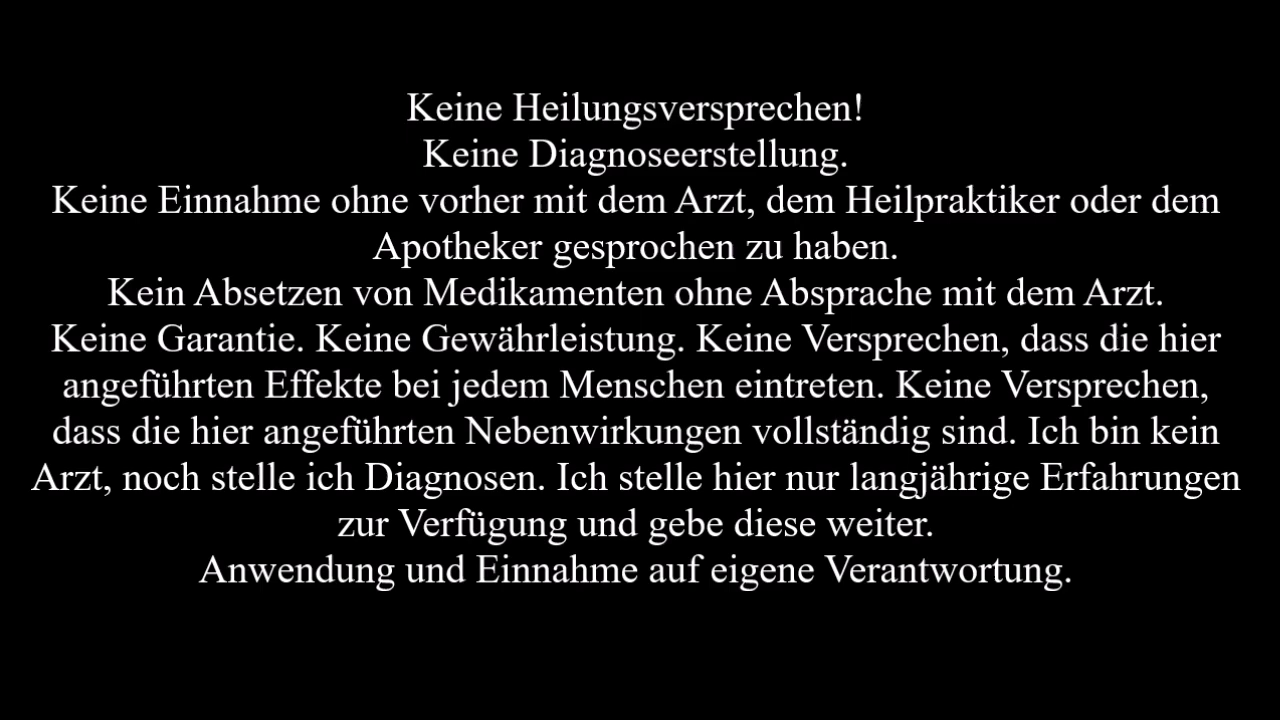 Keine Heilungsversprechen!
Keine Diagnoseerstellung.
Keine Einnahme ohne vorher mit dem Arzt, dem Heilpraktiker oder dem
Apotheker gesprochen zu haben.
Kein Absetzen von Medikamenten ohne Absprache mit dem Arzt.
Keine Garantie. Keine Gewährleistung. Keine Versprechen, dass die hier
angeführten Effekte bei jedem Menschen eintreten. Keine Versprechen,
dass die hier angeführten Nebenwirkungen vollständig sind. Ich bin kein
Arzt, noch stelle ich Diagnosen. Ich stelle hier nur langjährige Erfahrungen
zur Verfügung und gebe diese weiter.
Anwendung und Einnahme auf eigene Verantwortung.